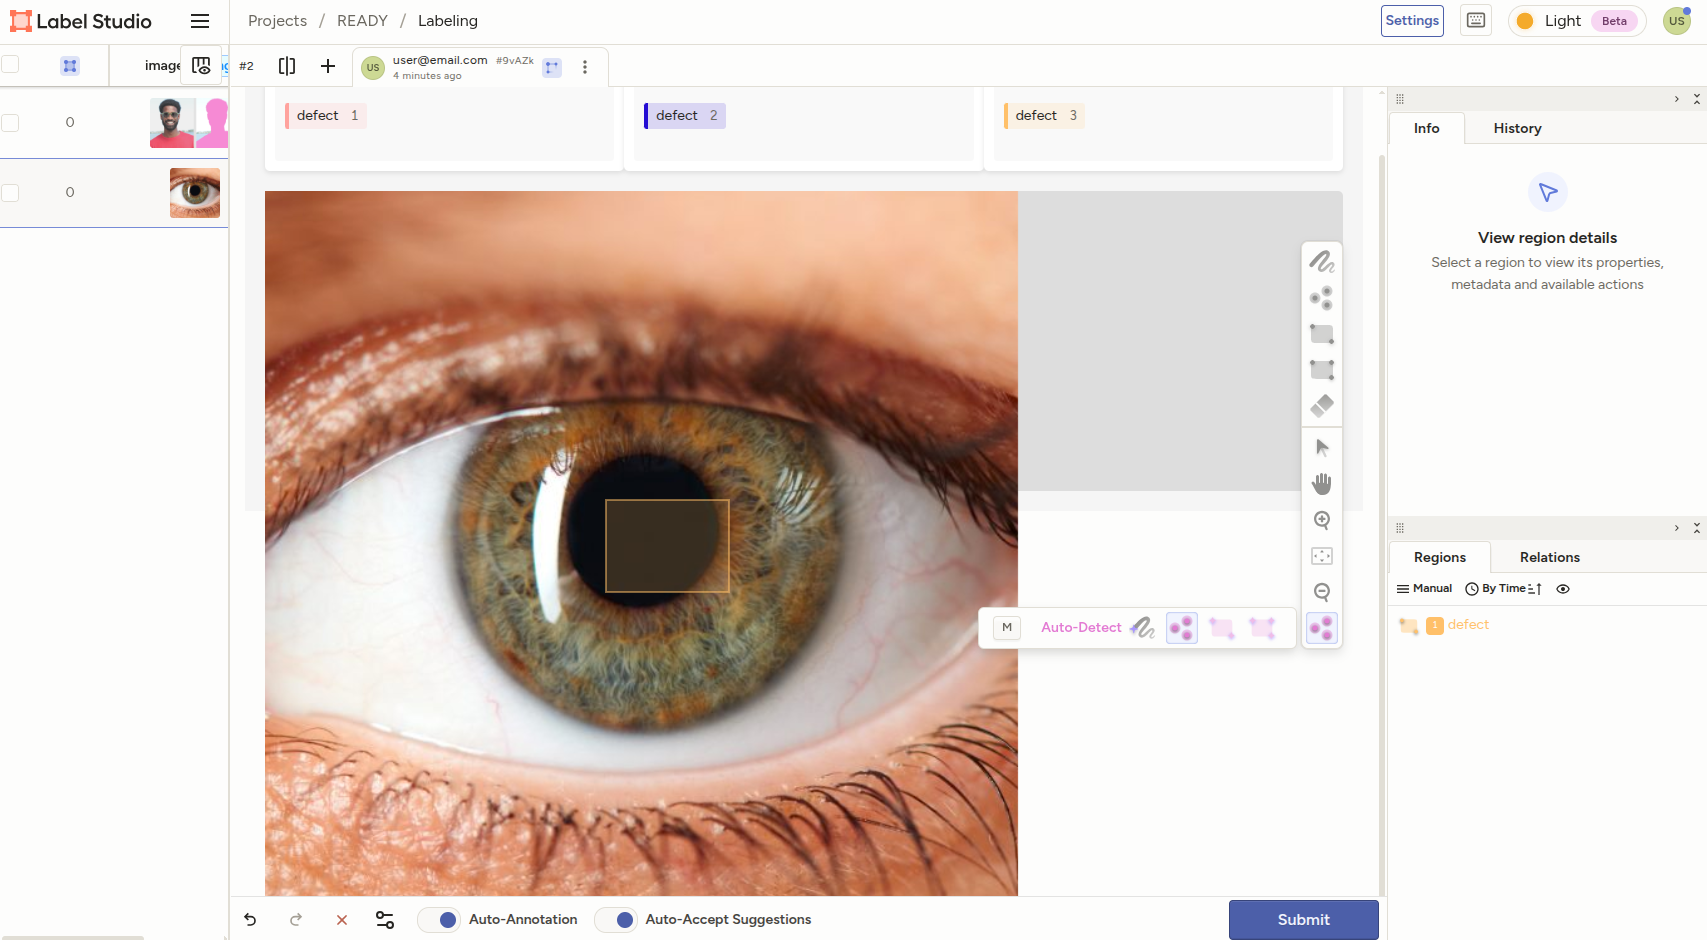 Label Studio
Projects / READY / Labeling
Settings
Light Beta
US
image
#2
US
user@email.com #9vAZk
4 minutes ago
0
0
defect 1
defect 2
defect 3
Info
History
View region details
Select a region to view its properties,
metadata and available actions
Regions
Relations
Manual
By Time
1 defect
M
Auto-Detect
Auto-Annotation
Auto-Accept Suggestions
Submit